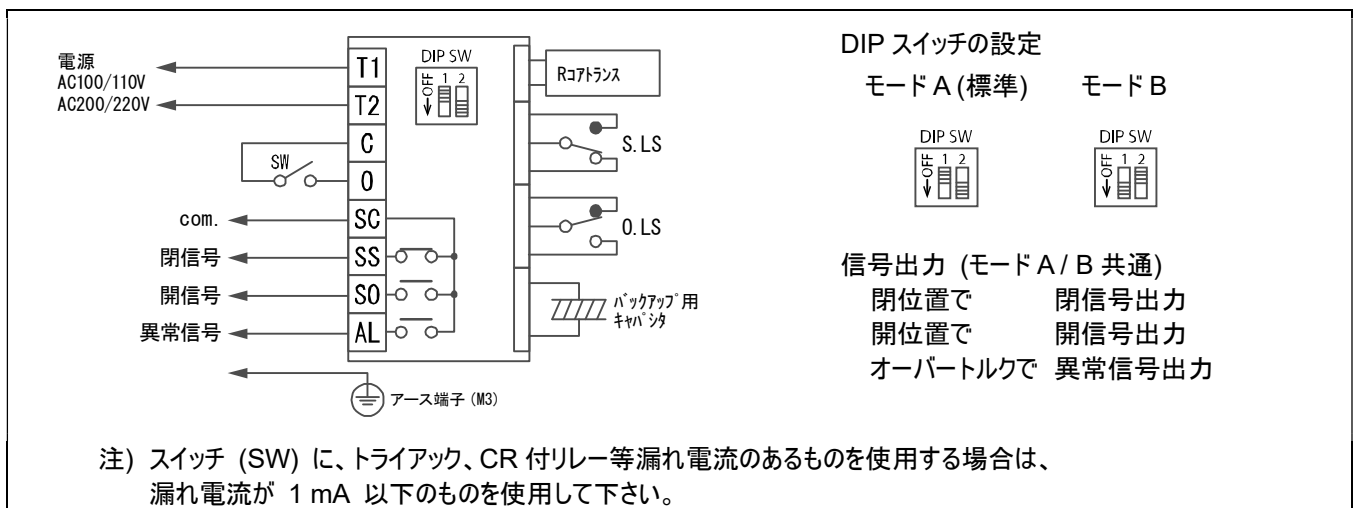 電源
AC100/110V
AC200/220V
SW
com.
閉信号
開信号
異常信号
T1
T2
C
O
SC
SS
SO
AL
DIP SW
←OFF
1 2
Rコアトランス
S.LS
O.LS
バックアップ用
キャパシタ
アース端子 (M3)
DIP スイッチの設定
モード A (標準) モード B
DIP SW DIP SW
←OFF 1 2 ←OFF 1 2
信号出力 (モード A / B 共通)
閉位置で 閉信号出力
開位置で 開信号出力
オーバートルクで 異常信号出力
注) スイッチ (SW) に、トライアック、CR 付リレー等漏れ電流のあるものを使用する場合は、
漏れ電流が 1 mA 以下のものを使用して下さい。